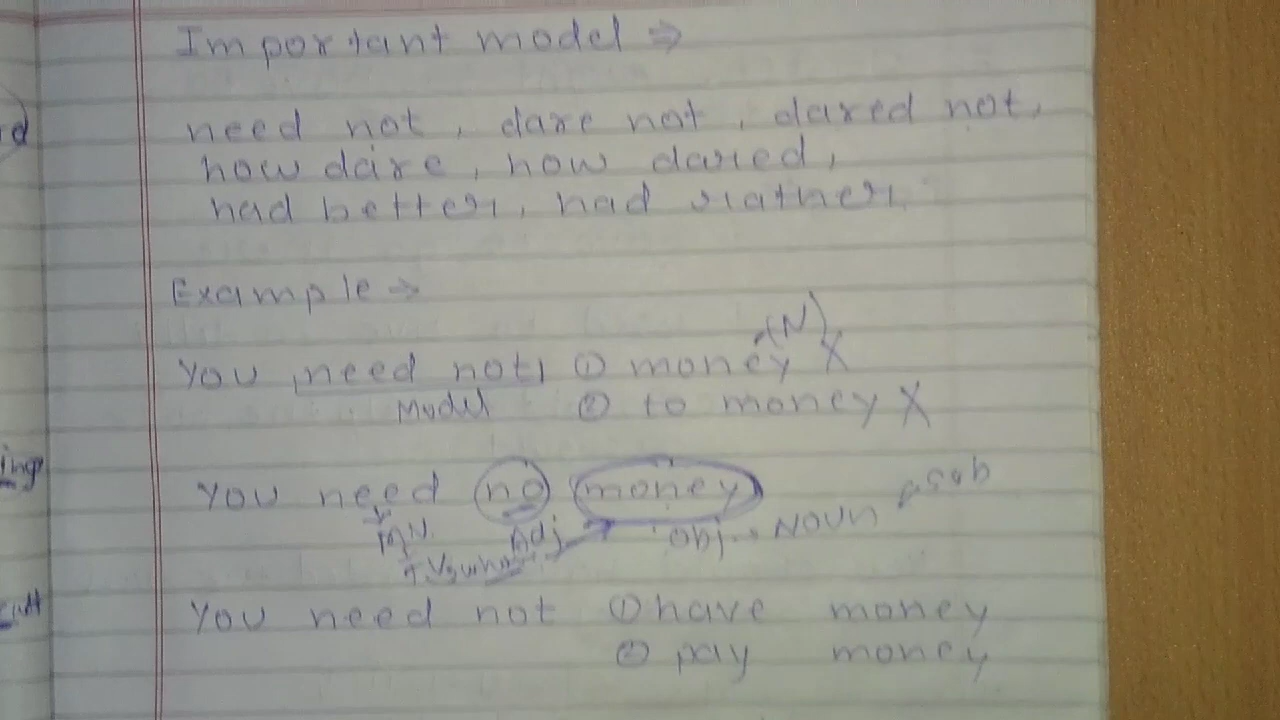 Important model ⇒
rd
need not, dare not, dared not,
how dare, how dared,
had better, had rather.
Example →
(N)
You need not ① money X
Model ② to money X
ing
You need no money
M.V. Adj obj → Noun sub
You need not ① have money
② pay money